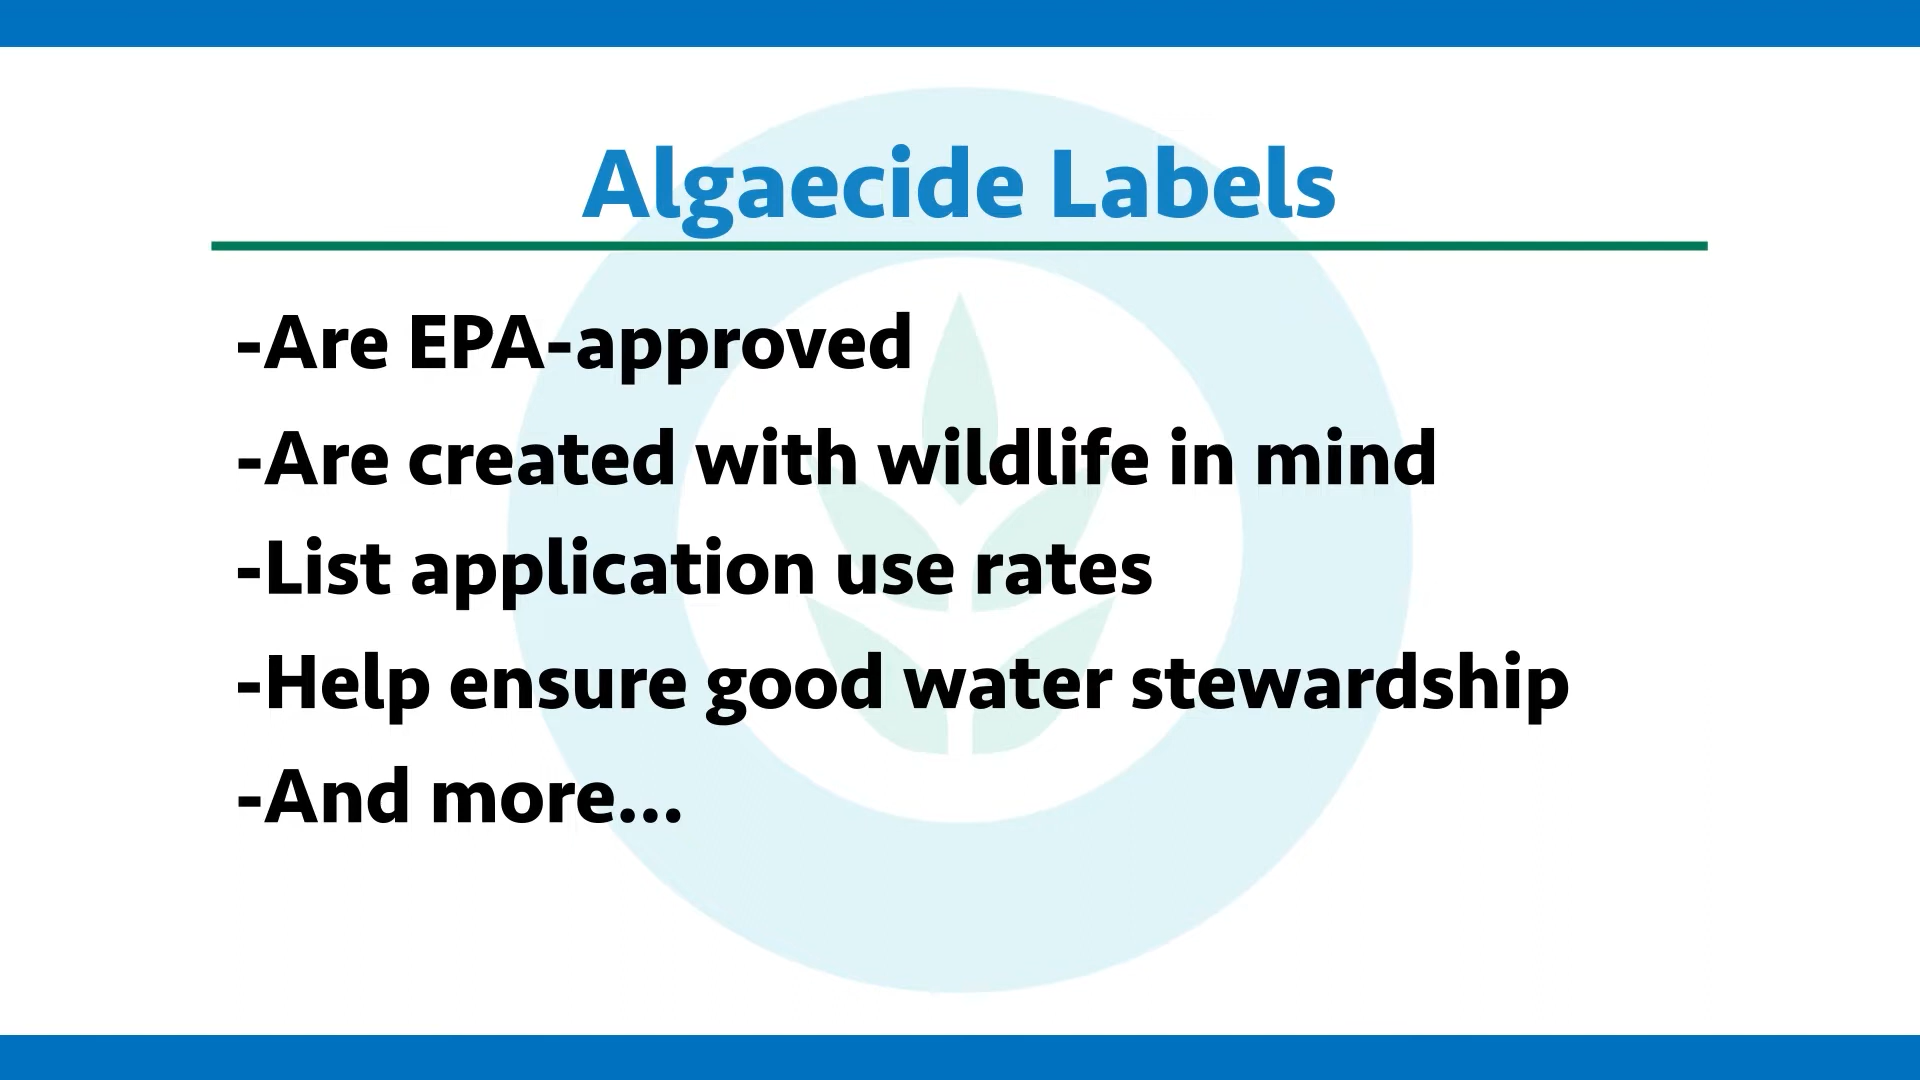 Algaecide Labels
-Are EPA-approved
-Are created with wildlife in mind
-List application use rates
-Help ensure good water stewardship
-And more...